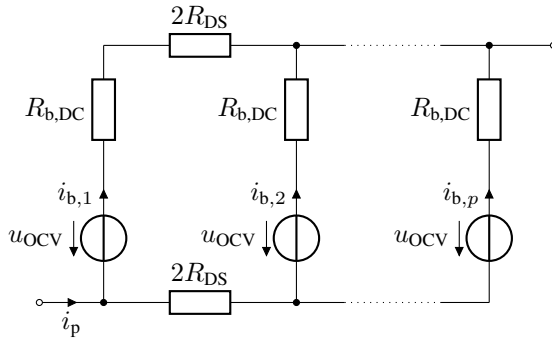 2R_DS
R_b,DC R_b,DC R_b,DC
i_b,1 i_b,2 i_b,p
u_OCV u_OCV u_OCV
2R_DS
i_p